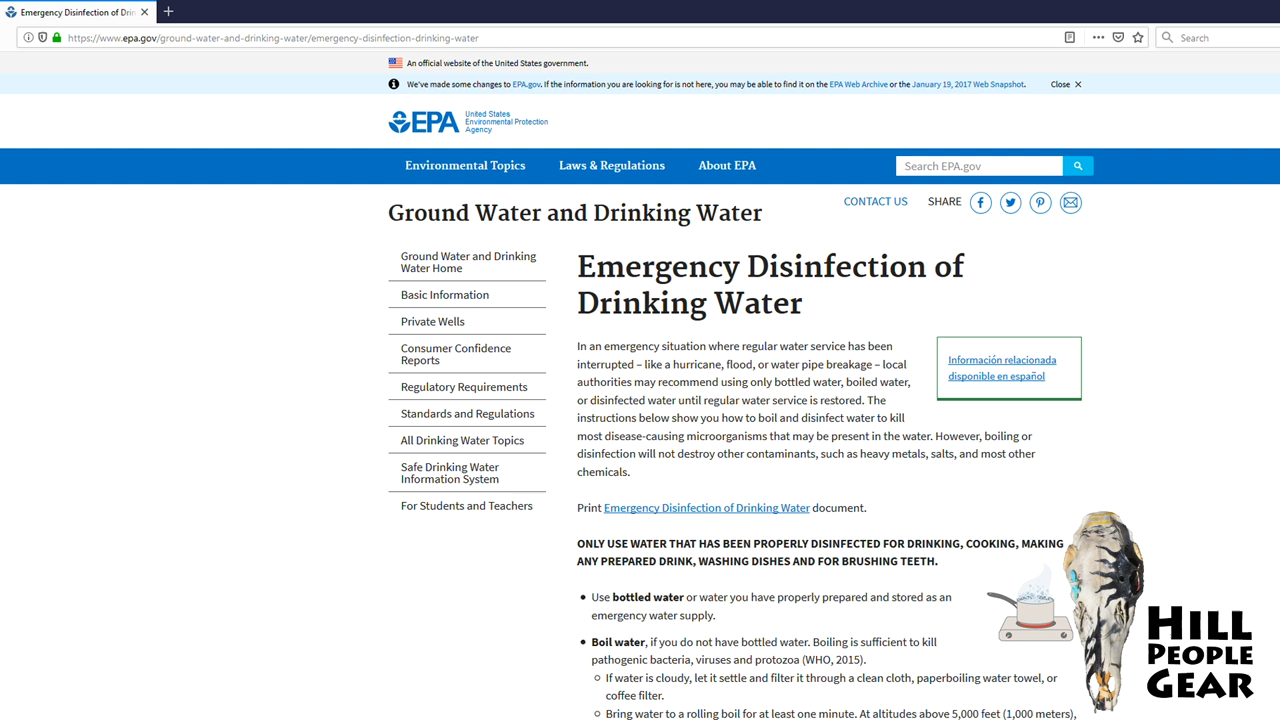 Emergency Disinfection of Drin
https://www.epa.gov/ground-water-and-drinking-water/emergency-disinfection-drinking-water
Search
An official website of the United States government.
We've made some changes to EPA.gov. If the information you are looking for is not here, you may be able to find it on the EPA Web Archive or the January 19, 2017 Web Snapshot.
Close
EPA
United States
Environmental Protection
Agency
Environmental Topics
Laws & Regulations
About EPA
Search EPA.gov
CONTACT US
SHARE
Ground Water and Drinking Water
Ground Water and Drinking
Water Home
Basic Information
Private Wells
Consumer Confidence
Reports
Regulatory Requirements
Standards and Regulations
All Drinking Water Topics
Safe Drinking Water
Information System
For Students and Teachers
Emergency Disinfection of
Drinking Water
In an emergency situation where regular water service has been
interrupted – like a hurricane, flood, or water pipe breakage – local
authorities may recommend using only bottled water, boiled water,
or disinfected water until regular water service is restored. The
instructions below show you how to boil and disinfect water to kill
most disease-causing microorganisms that may be present in the water. However, boiling or
disinfection will not destroy other contaminants, such as heavy metals, salts, and most other
chemicals.
Información relacionada
disponible en español
Print Emergency Disinfection of Drinking Water document.
ONLY USE WATER THAT HAS BEEN PROPERLY DISINFECTED FOR DRINKING, COOKING, MAKING
ANY PREPARED DRINK, WASHING DISHES AND FOR BRUSHING TEETH.
Use bottled water or water you have properly prepared and stored as an
emergency water supply.
Boil water, if you do not have bottled water. Boiling is sufficient to kill
pathogenic bacteria, viruses and protozoa (WHO, 2015).
If water is cloudy, let it settle and filter it through a clean cloth, paperboiling water towel, or
coffee filter.
Bring water to a rolling boil for at least one minute. At altitudes above 5,000 feet (1,000 meters),
HILL
PEOPLE
GEAR